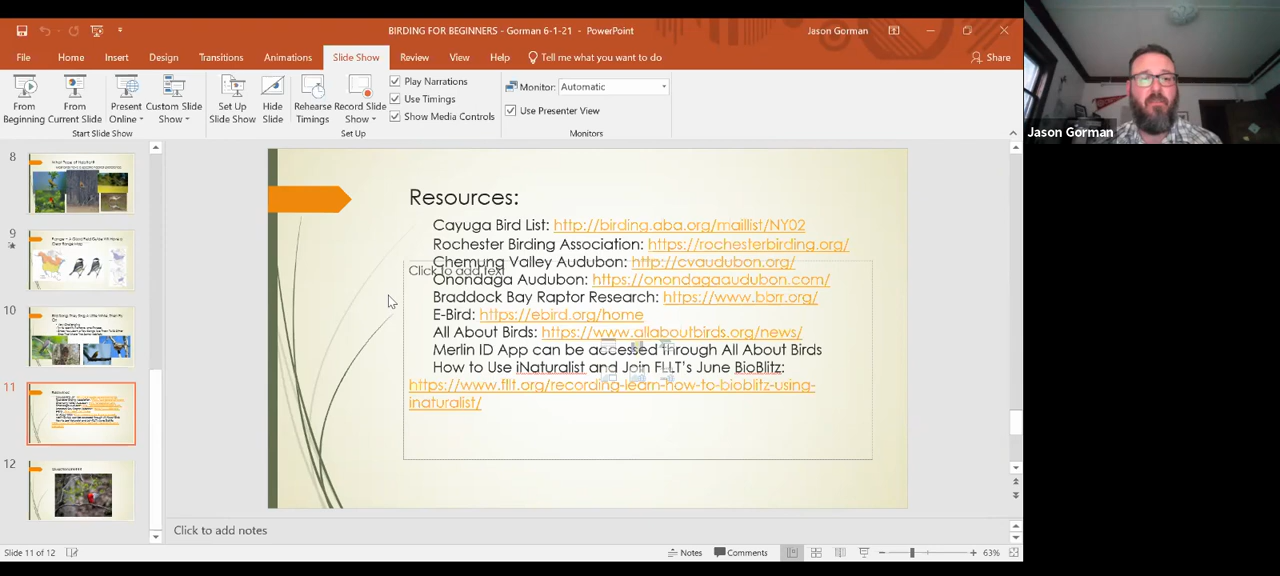 BIRDING FOR BEGINNERS - Gorman 6-1-21 - PowerPoint
Jason Gorman
File Home Insert Design Transitions Animations Slide Show Review View Help Tell me what you want to do Share
From Beginning
From Current Slide
Present Online
Custom Slide Show
Start Slide Show
Set Up Slide Show
Hide Slide
Rehearse Timings
Record Slide Show
Play Narrations
Use Timings
Show Media Controls
Set Up
Monitor: Automatic
Use Presenter View
Monitors
Jason Gorman
8
9
10
11
12
Resources:
Cayuga Bird List: http://birding.aba.org/maillist/NY02
Rochester Birding Association: https://rochesterbirding.org/
Chemung Valley Audubon: http://cvaudubon.org/
Click to add text
Onondaga Audubon: https://onondagaaudubon.com/
Braddock Bay Raptor Research: https://www.bbrr.org/
E-Bird: https://ebird.org/home
All About Birds: https://www.allaboutbirds.org/news/
Merlin ID App can be accessed through All About Birds
How to Use iNaturalist and Join FLLT's June BioBlitz:
https://www.fllt.org/recording-learn-how-to-bioblitz-using-
inaturalist/
Click to add notes
Slide 11 of 12
Notes Comments 63%